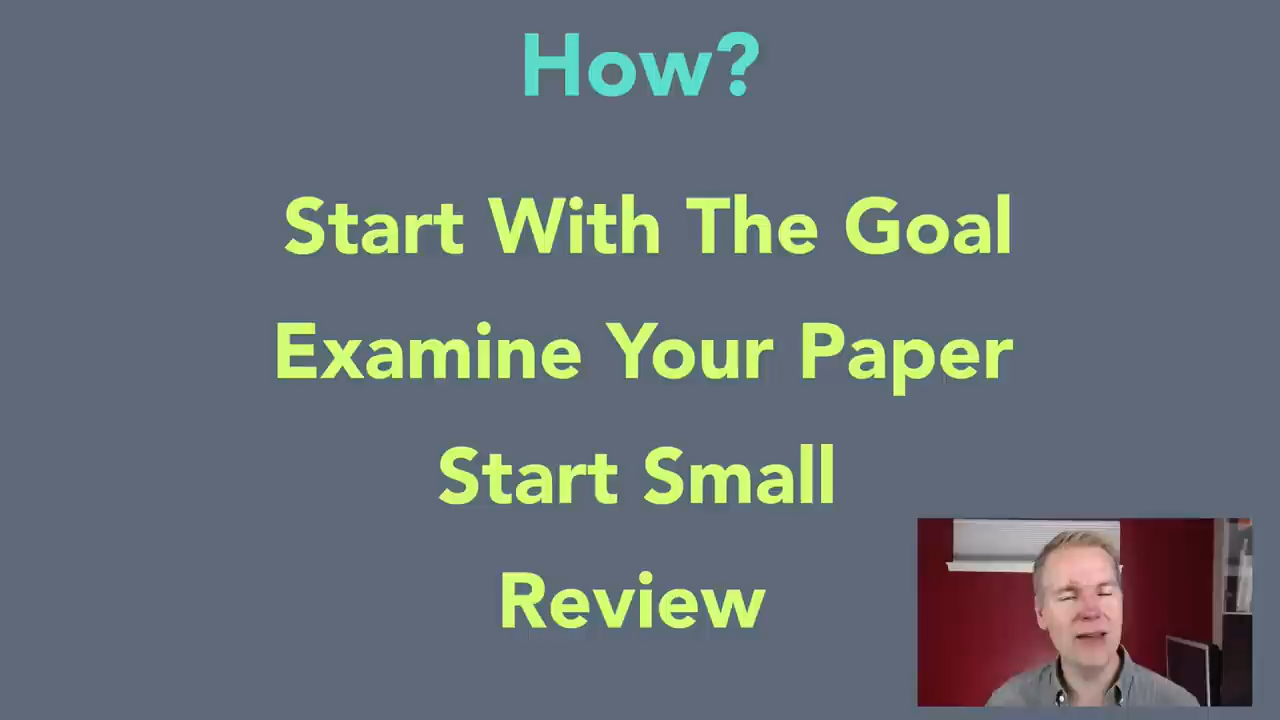 How?
Start With The Goal
Examine Your Paper
Start Small
Review